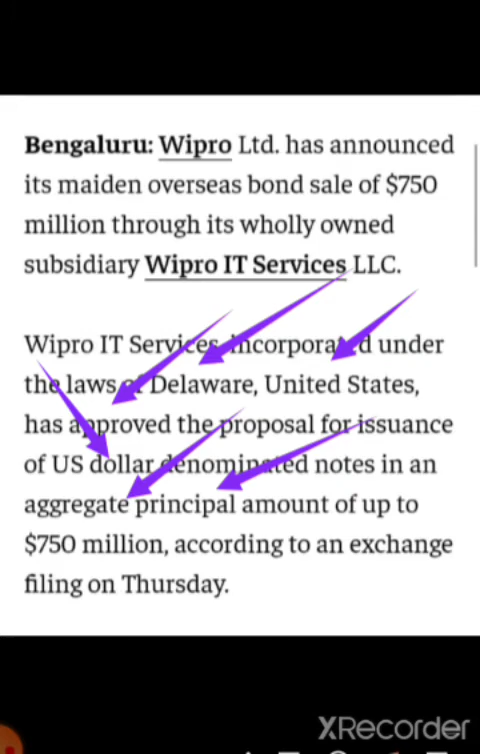 Bengaluru: Wipro Ltd. has announced
its maiden overseas bond sale of $750
million through its wholly owned
subsidiary Wipro IT Services LLC.
Wipro IT Services, incorporated under
the laws of Delaware, United States,
has approved the proposal for issuance
of US dollar denominated notes in an
aggregate principal amount of up to
$750 million, according to an exchange
filing on Thursday.
XRecorder